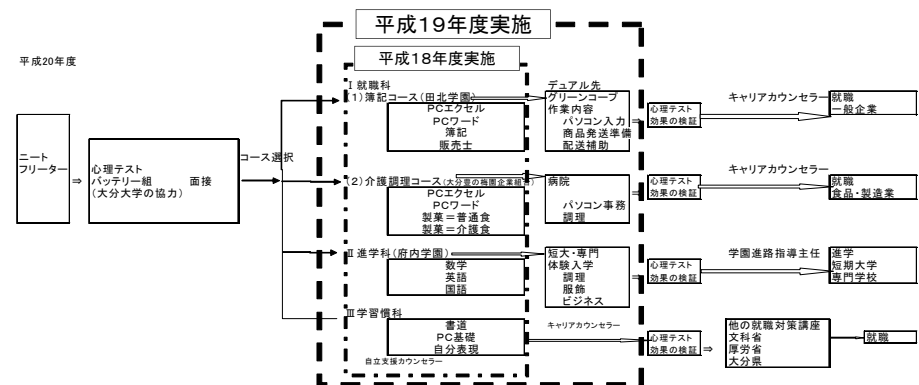 平成19年度実施
平成18年度実施
平成20年度
ニート
フリーター
⇒
心理テスト
バッテリー組 面接
(大分大学の協力)
コース選択
Ⅰ就職科
(1)簿記コース(田北学園)
PCエクセル
PCワード
簿記
販売士
デュアル先
グリーンコープ
作業内容
パソコン入力
商品発送準備
配送補助
⇒
心理テスト
効果の検証
キャリアカウンセラー
就職
一般企業
(2)介護調理コース(大分豊の梅園企業組合)
PCエクセル
PCワード
製菓=普通食
製菓=介護食
病院
パソコン事務
調理
⇒
心理テスト
効果の検証
キャリアカウンセラー
就職
食品・製造業
Ⅱ進学科(府内学園)
数学
英語
国語
短大・専門
体験入学
調理
服飾
ビジネス
⇒
心理テスト
効果の検証
学園進路指導主任
進学
短期大学
専門学校
Ⅲ学習慣科
書道
PC基礎
自分表現
自立支援カウンセラー
キャリアカウンセラー
心理テスト
効果の検証
⇒
他の就職対策講座
文科省
厚労省
大分県
就職